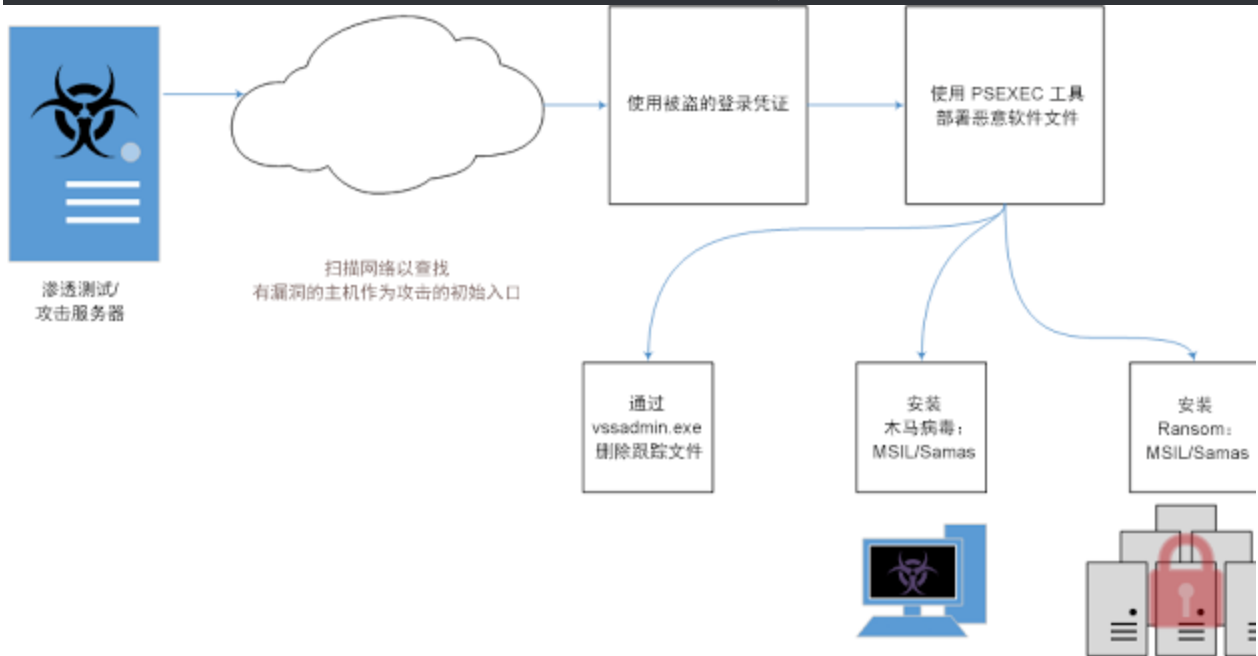 使用被盗的登录凭证
使用 PSEXEC 工具
部署恶意软件文件
扫描网络以查找
有漏洞的主机作为攻击的初始入口
渗透测试/
攻击服务器
通过
vssadmin.exe
删除跟踪文件
安装
木马病毒：
MSIL/Samas
安装
Ransom：
MSIL/Samas